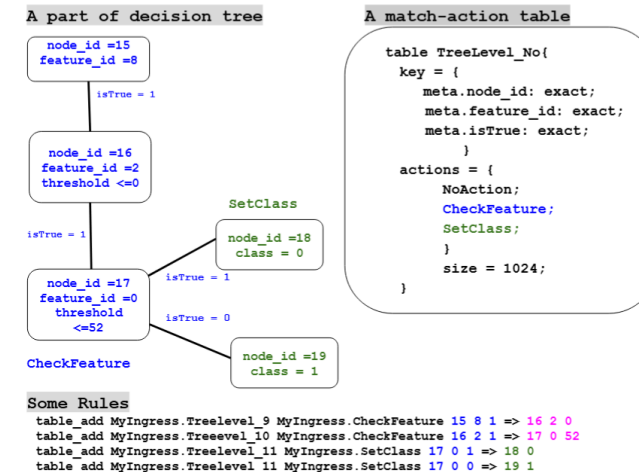 A part of decision tree
node_id =15
feature_id =8
isTrue = 1
node_id =16
feature_id =2
threshold <=0
isTrue = 1
SetClass
node_id =18
class = 0
node_id =17
feature_id =0
threshold
<=52
isTrue = 1
isTrue = 0
CheckFeature
node_id =19
class = 1
A match-action table
table TreeLevel_No{
key = {
meta.node_id: exact;
meta.feature_id: exact;
meta.isTrue: exact;
}
actions = {
NoAction;
CheckFeature;
SetClass;
}
size = 1024;
}
Some Rules
table_add MyIngress.Treelevel_9 MyIngress.CheckFeature 15 8 1 => 16 2 0
table_add MyIngress.Treeevel_10 MyIngress.CheckFeature 16 2 1 => 17 0 52
table_add MyIngress.Treelevel_11 MyIngress.SetClass 17 0 1 => 18 0
table_add MyIngress.Treelevel 11 MyIngress.SetClass 17 0 0 => 19 1